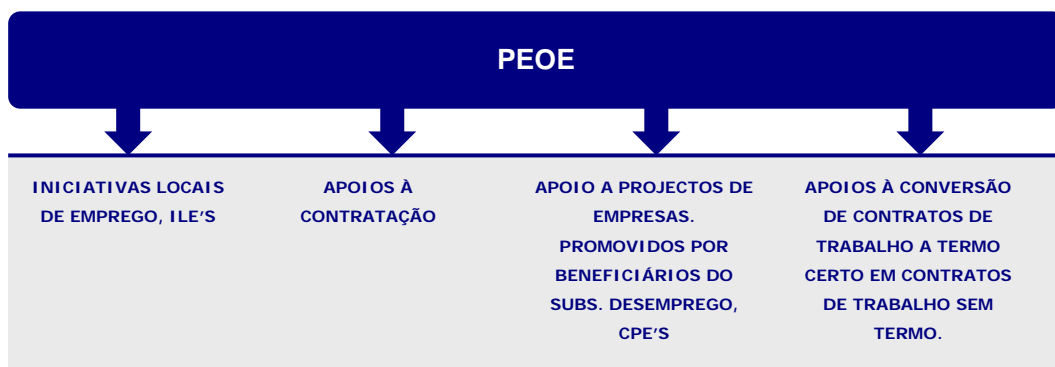 PEOE
INICIATIVAS LOCAIS
DE EMPREGO, ILE'S
APOIOS À
CONTRATAÇÃO
APOIO A PROJECTOS DE
EMPRESAS.
PROMOVIDOS POR
BENEFICIÁRIOS DO
SUBS. DESEMPREGO,
CPE'S
APOIOS À CONVERSÃO
DE CONTRATOS DE
TRABALHO A TERMO
CERTO EM CONTRATOS
DE TRABALHO SEM
TERMO.